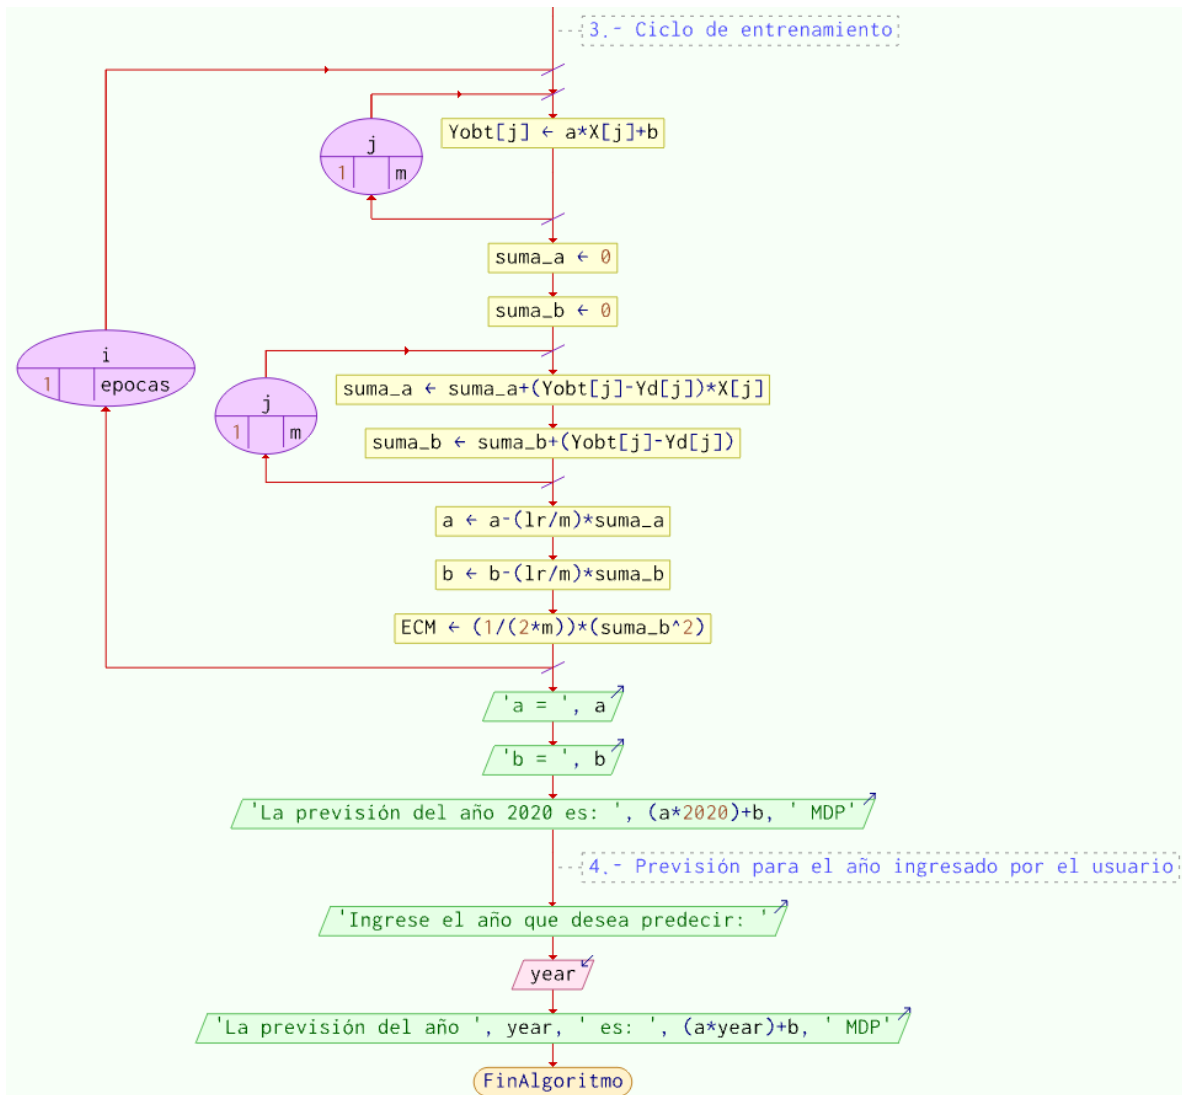 3.- Ciclo de entrenamiento
Yobt[j] ← a*X[j]+b
j
1 m
suma_a ← 0
suma_b ← 0
i
1 epocas
suma_a ← suma_a+(Yobt[j]-Yd[j])*X[j]
j
1 m
suma_b ← suma_b+(Yobt[j]-Yd[j])
a ← a-(lr/m)*suma_a
b ← b-(lr/m)*suma_b
ECM ← (1/(2*m))*(suma_b^2)
'a = ', a
'b = ', b
'La previsión del año 2020 es: ', (a*2020)+b, ' MDP'
4.- Previsión para el año ingresado por el usuario
'Ingrese el año que desea predecir: '
year
'La previsión del año ', year, ' es: ', (a*year)+b, ' MDP'
FinAlgoritmo